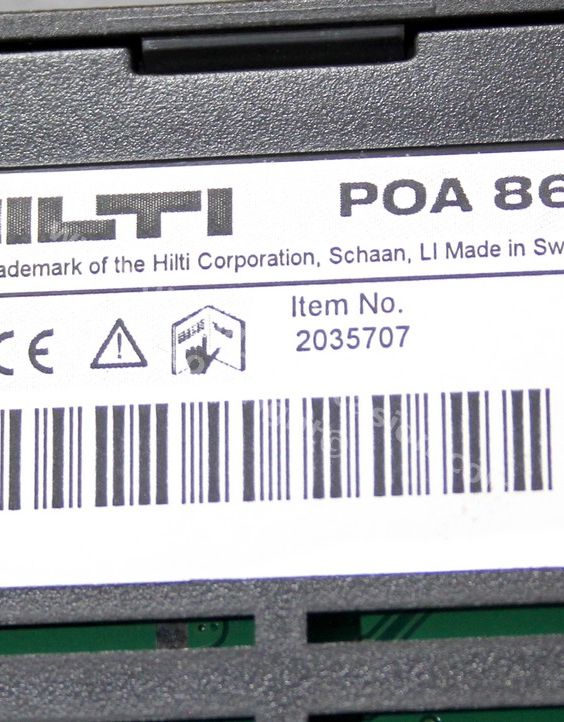 HILTI POA 86
ademark of the Hilti Corporation, Schaan, LI Made in Sw
CE Item No.
2035707